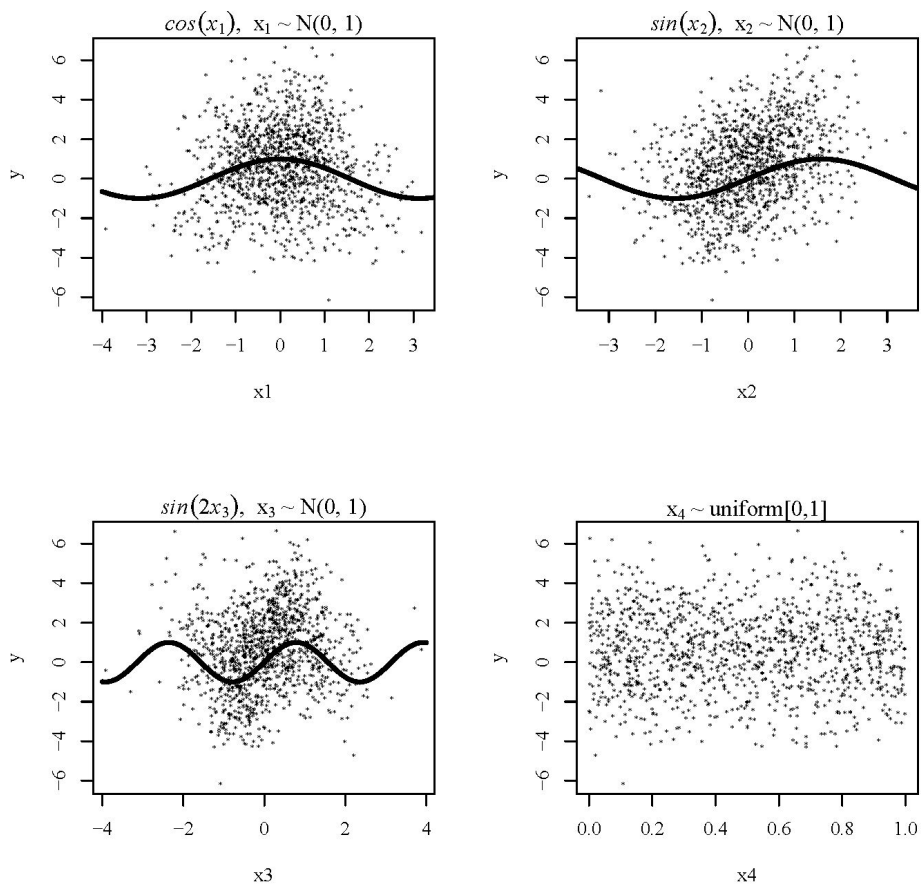 cos(x₁), x₁ ~ N(0, 1)
6
4
2
0
−2
−4
−6
y
−4 −3 −2 −1 0 1 2 3
x1
sin(x₂), x₂ ~ N(0, 1)
6
4
2
0
−2
−4
−6
y
−3 −2 −1 0 1 2 3
x2
sin(2x₃), x₃ ~ N(0, 1)
6
4
2
0
−2
−4
−6
y
−4 −2 0 2 4
x3
x₄ ~ uniform[0,1]
6
4
2
0
−2
−4
−6
y
0.0 0.2 0.4 0.6 0.8 1.0
x4